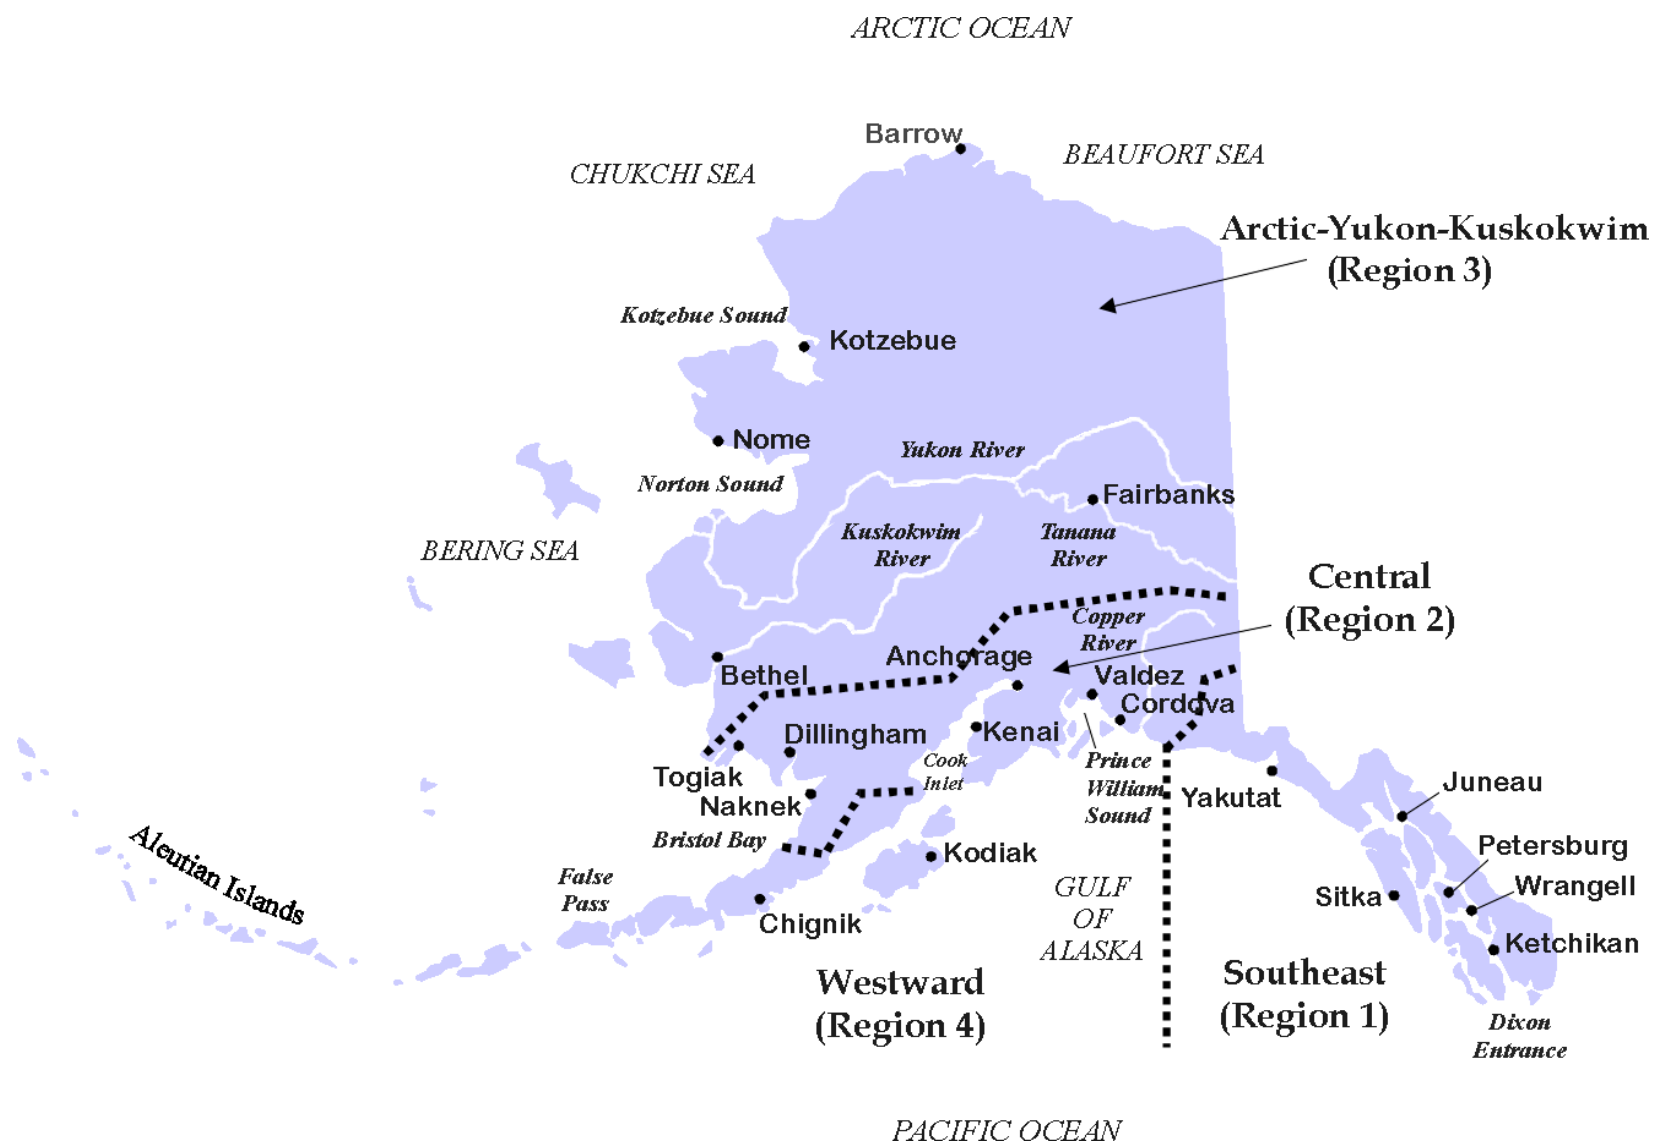 ARCTIC OCEAN
Barrow
BEAUFORT SEA
CHUKCHI SEA
Arctic-Yukon-Kuskokwim
(Region 3)
Kotzebue Sound
Kotzebue
Nome
Yukon River
Norton Sound
Fairbanks
Kuskokwim
River
Tanana
River
BERING SEA
Central
(Region 2)
Copper
River
Anchorage
Bethel
Valdez
Cordova
Dillingham
Kenai
Togiak
Naknek
Cook
Inlet
Prince
William
Sound
Yakutat
Juneau
Bristol Bay
Kodiak
Petersburg
Aleutian Islands
False
Pass
GULF
OF
ALASKA
Sitka
Wrangell
Chignik
Ketchikan
Westward
(Region 4)
Southeast
(Region 1)
Dixon
Entrance
PACIFIC OCEAN